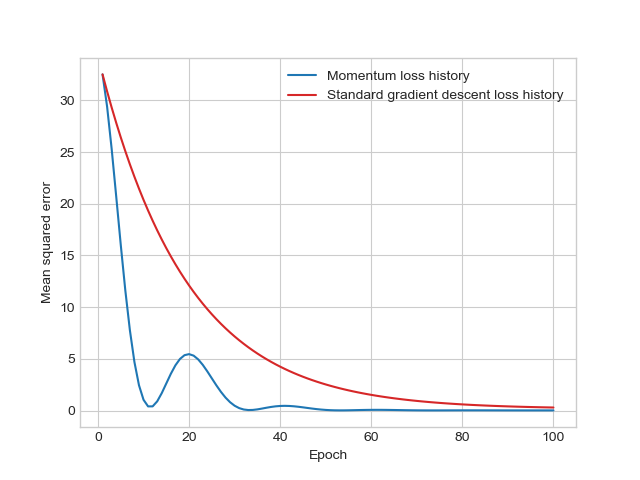 Momentum loss history
Standard gradient descent loss history
Mean squared error
30
25
20
15
10
5
0
0 20 40 60 80 100
Epoch